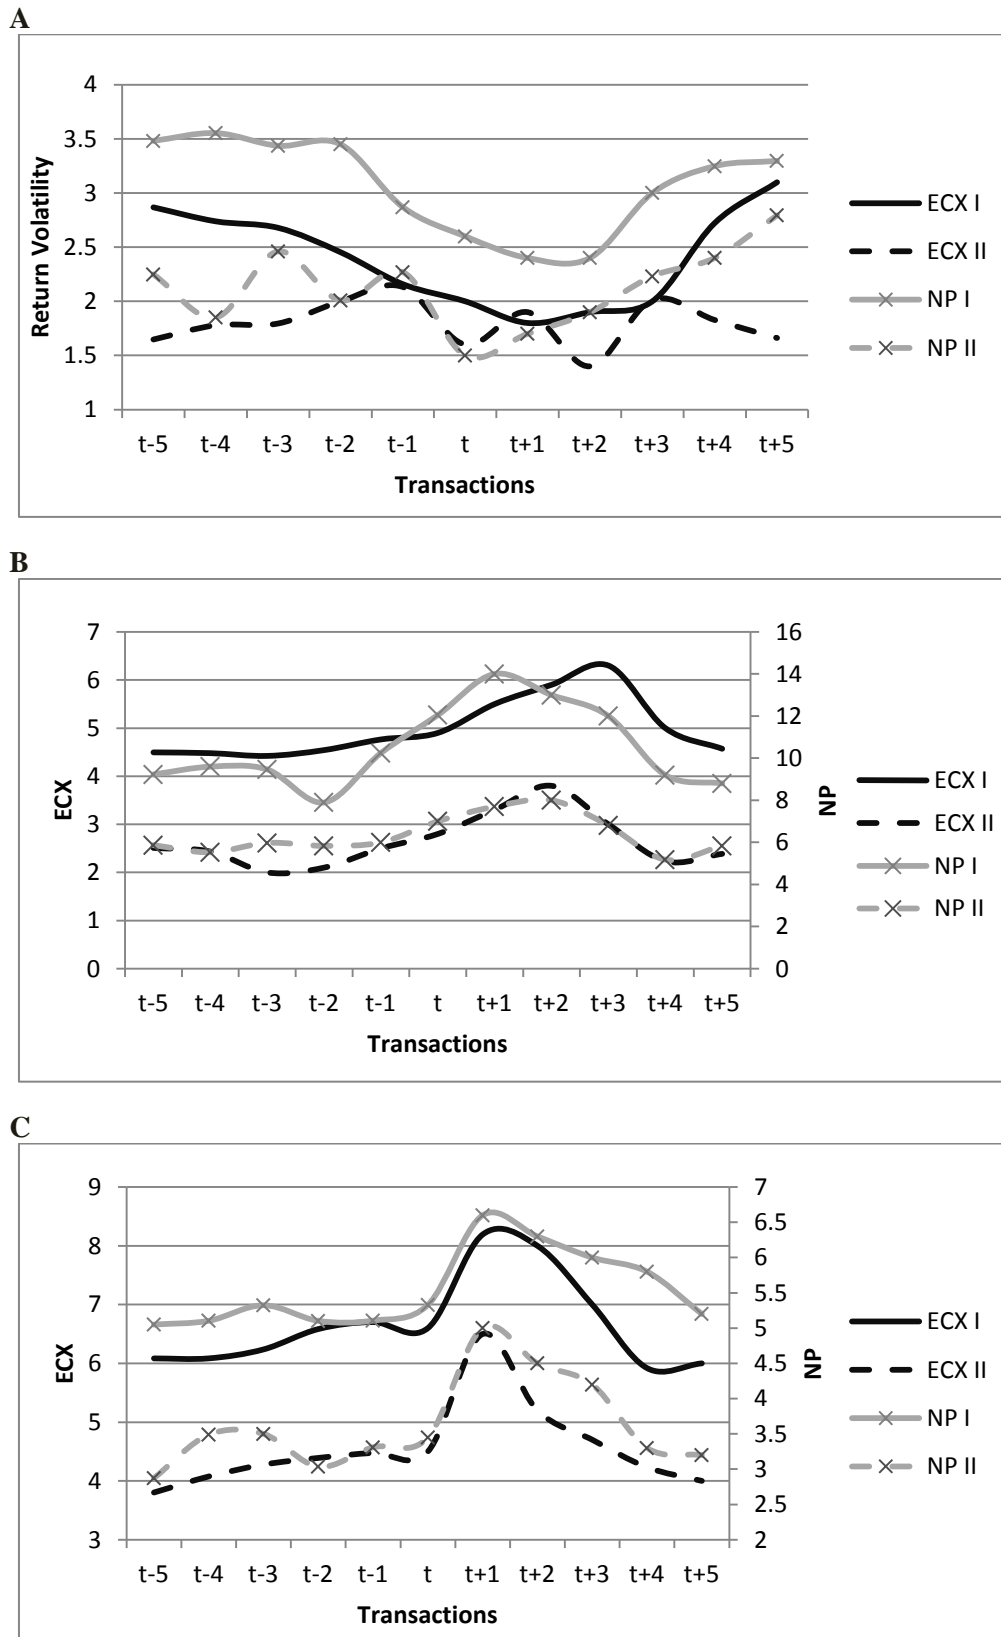 A
4
3.5
3
2.5
2
1.5
1
Return Volatility
t-5 t-4 t-3 t-2 t-1 t t+1 t+2 t+3 t+4 t+5
Transactions
ECX I
ECX II
NP I
NP II
B
7
6
5
4
3
2
1
0
ECX
16
14
12
10
8
6
4
2
0
NP
t-5 t-4 t-3 t-2 t-1 t t+1 t+2 t+3 t+4 t+5
Transactions
ECX I
ECX II
NP I
NP II
C
9
8
7
6
5
4
3
ECX
7
6.5
6
5.5
5
4.5
4
3.5
3
2.5
2
NP
t-5 t-4 t-3 t-2 t-1 t t+1 t+2 t+3 t+4 t+5
Transactions
ECX I
ECX II
NP I
NP II